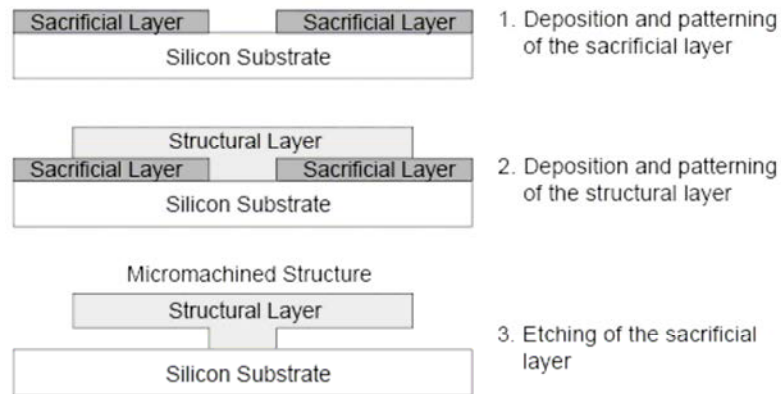 Sacrificial Layer
Sacrificial Layer
Silicon Substrate
1. Deposition and patterning
of the sacrificial layer
Structural Layer
Sacrificial Layer
Sacrificial Layer
Silicon Substrate
2. Deposition and patterning
of the structural layer
Micromachined Structure
Structural Layer
Silicon Substrate
3. Etching of the sacrificial
layer